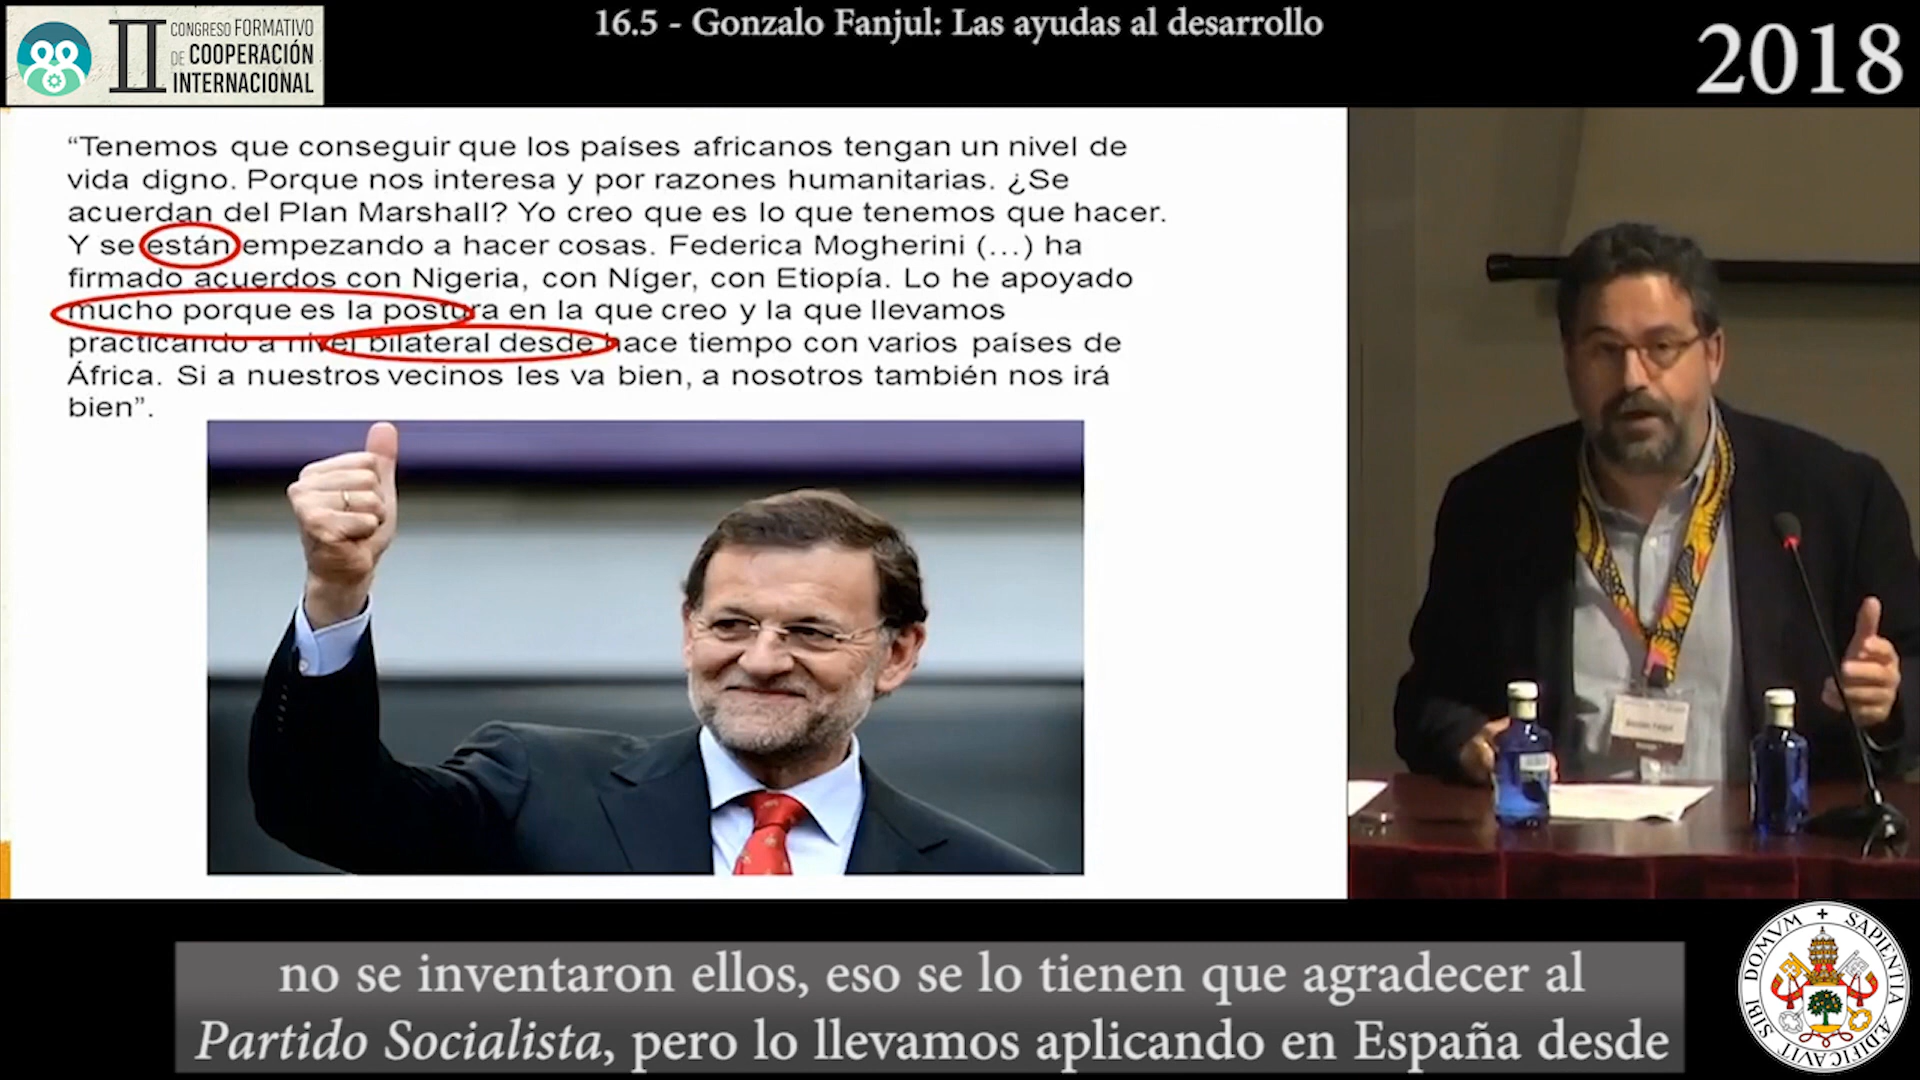 II
CONGRESO FORMATIVO
DE COOPERACIÓN
INTERNACIONAL
16.5 - Gonzalo Fanjul: Las ayudas al desarrollo
2018
“Tenemos que conseguir que los países africanos tengan un nivel de
vida digno. Porque nos interesa y por razones humanitarias. ¿Se
acuerdan del Plan Marshall? Yo creo que es lo que tenemos que hacer.
Y se están empezando a hacer cosas. Federica Mogherini (...) ha
firmado acuerdos con Nigeria, con Níger, con Etiopía. Lo he apoyado
mucho porque es la postura en la que creo y la que llevamos
practicando a nivel bilateral desde hace tiempo con varios países de
África. Si a nuestros vecinos les va bien, a nosotros también nos irá
bien”.
no se inventaron ellos, eso se lo tienen que agradecer al
Partido Socialista, pero lo llevamos aplicando en España desde
SIBI DOMVM SAPIENTIA ÆDIFICAVIT